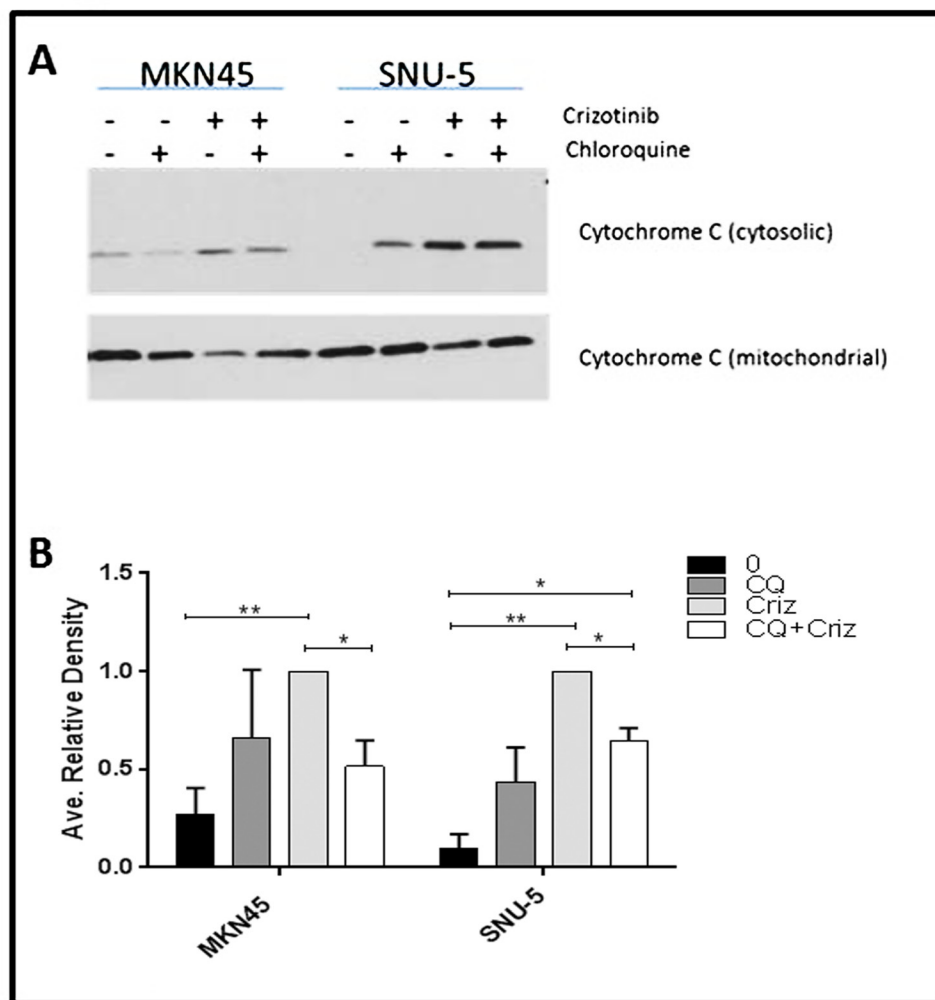 A
MKN45 SNU-5
- - + + - - + + Crizotinib
- + - + - + - + Chloroquine
Cytochrome C (cytosolic)
Cytochrome C (mitochondrial)
B
Ave. Relative Density
1.5
1.0
0.5
0.0
** * ** * *
MKN45 SNU-5
0
CQ
Criz
CQ+Criz